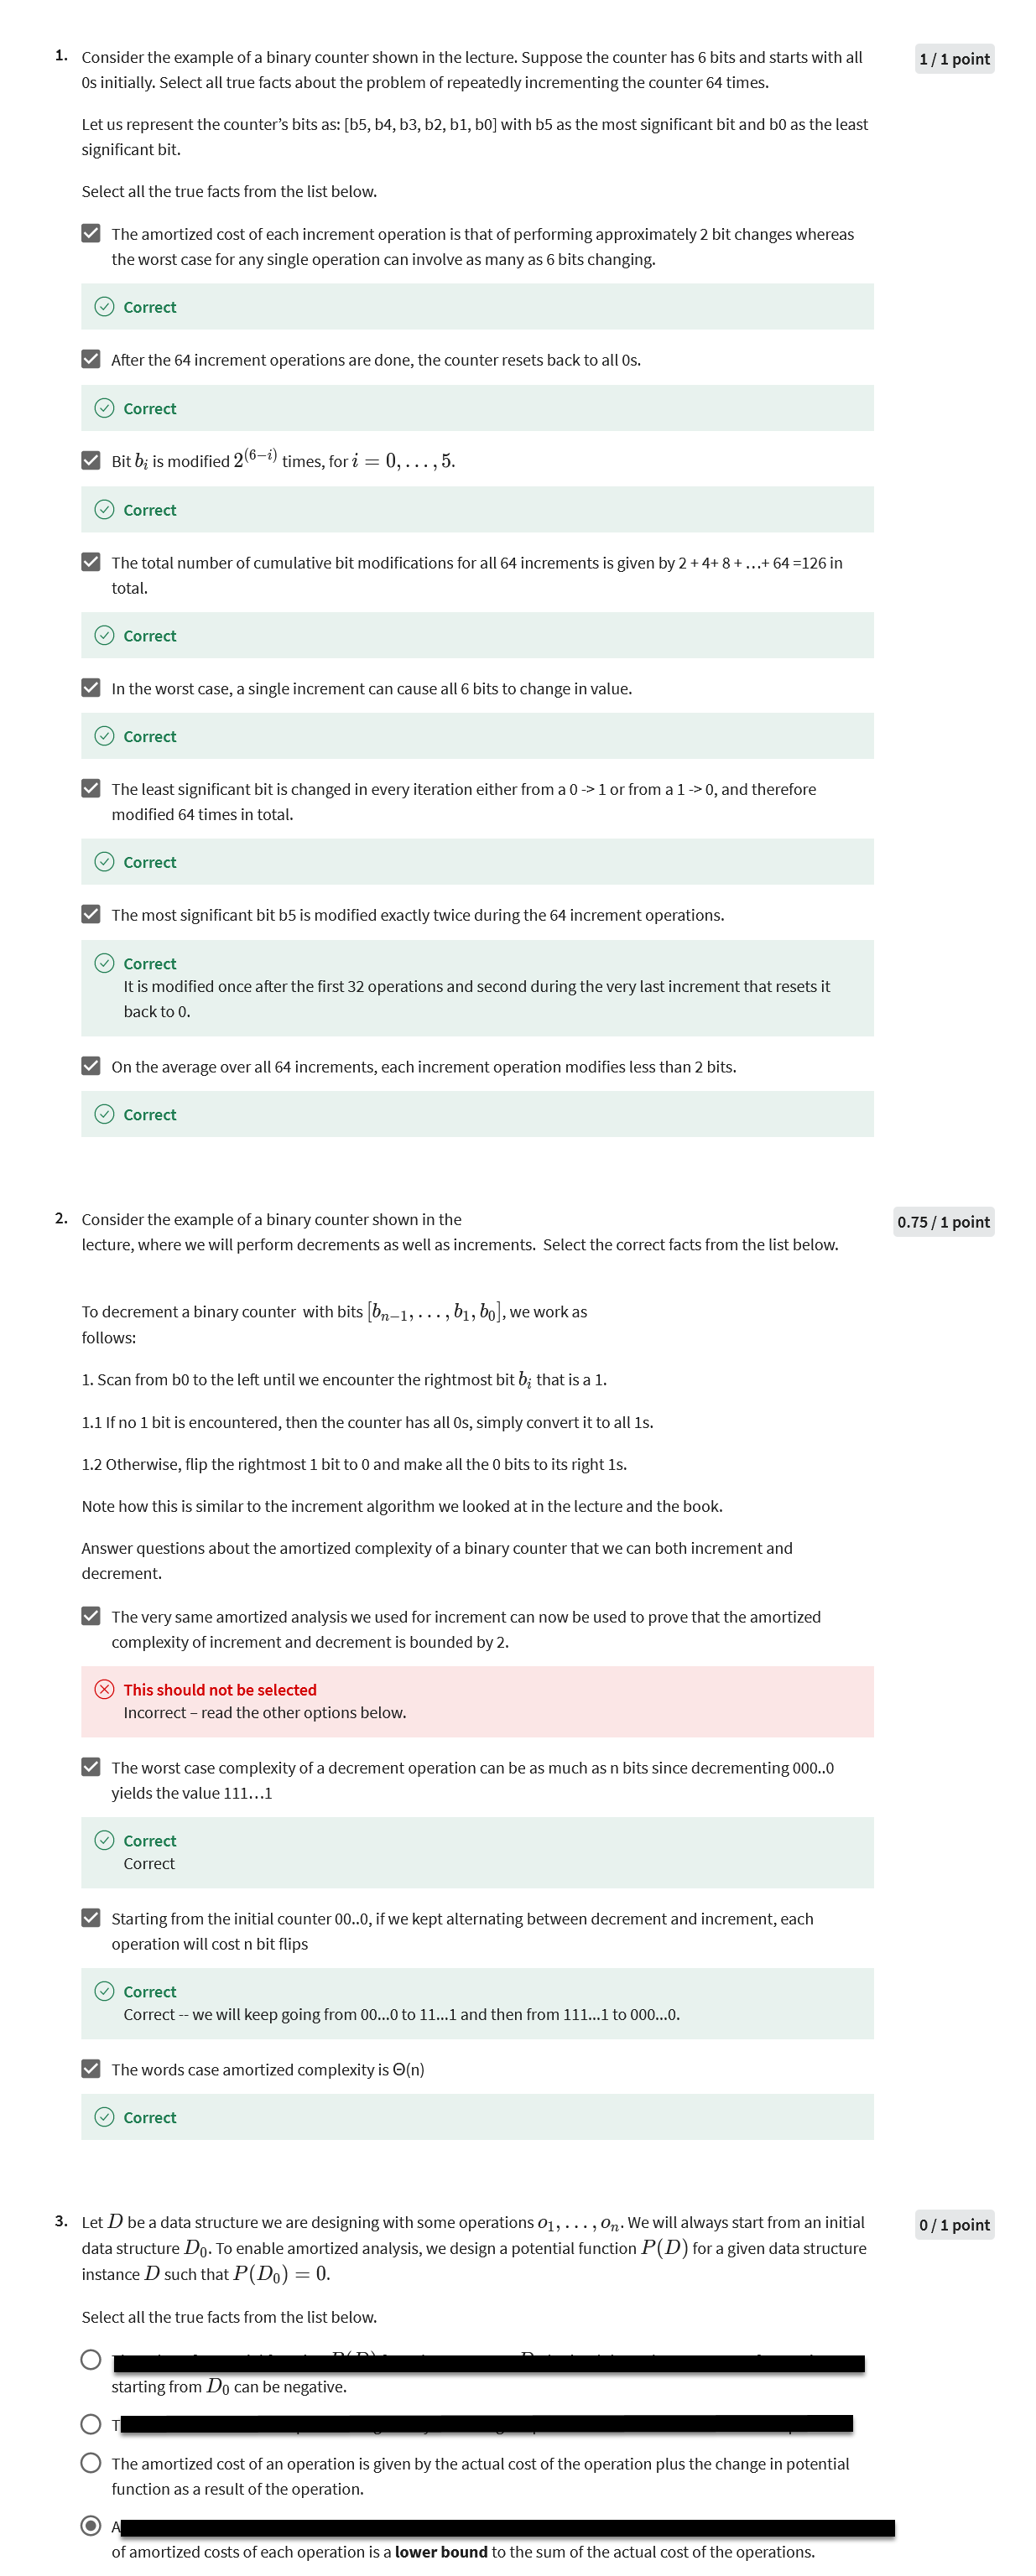 1. Consider the example of a binary counter shown in the lecture. Suppose the counter has 6 bits and starts with all
1 / 1 point
0s initially. Select all true facts about the problem of repeatedly incrementing the counter 64 times.
Let us represent the counter’s bits as: [b5, b4, b3, b2, b1, b0] with b5 as the most significant bit and b0 as the least
significant bit.
Select all the true facts from the list below.
The amortized cost of each increment operation is that of performing approximately 2 bit changes whereas
the worst case for any single operation can involve as many as 6 bits changing.
Correct
After the 64 increment operations are done, the counter resets back to all 0s.
Correct
Bit $b_i$ is modified $2^{(6-i)}$ times, for $i = 0, \ldots, 5$.
Correct
The total number of cumulative bit modifications for all 64 increments is given by 2 + 4+ 8 + …+ 64 =126 in
total.
Correct
In the worst case, a single increment can cause all 6 bits to change in value.
Correct
The least significant bit is changed in every iteration either from a 0 -> 1 or from a 1 -> 0, and therefore
modified 64 times in total.
Correct
The most significant bit b5 is modified exactly twice during the 64 increment operations.
Correct
It is modified once after the first 32 operations and second during the very last increment that resets it
back to 0.
On the average over all 64 increments, each increment operation modifies less than 2 bits.
Correct
2. Consider the example of a binary counter shown in the
0.75 / 1 point
lecture, where we will perform decrements as well as increments. Select the correct facts from the list below.
To decrement a binary counter with bits $[b_{n-1}, \ldots, b_1, b_0]$, we work as
follows:
1. Scan from b0 to the left until we encounter the rightmost bit $b_i$ that is a 1.
1.1 If no 1 bit is encountered, then the counter has all 0s, simply convert it to all 1s.
1.2 Otherwise, flip the rightmost 1 bit to 0 and make all the 0 bits to its right 1s.
Note how this is similar to the increment algorithm we looked at in the lecture and the book.
Answer questions about the amortized complexity of a binary counter that we can both increment and
decrement.
The very same amortized analysis we used for increment can now be used to prove that the amortized
complexity of increment and decrement is bounded by 2.
This should not be selected
Incorrect – read the other options below.
The worst case complexity of a decrement operation can be as much as n bits since decrementing 000..0
yields the value 111…1
Correct
Correct
Starting from the initial counter 00..0, if we kept alternating between decrement and increment, each
operation will cost n bit flips
Correct
Correct -- we will keep going from 00...0 to 11...1 and then from 111...1 to 000...0.
The words case amortized complexity is Θ(n)
Correct
3. Let $D$ be a data structure we are designing with some operations $o_1, \ldots, o_n$. We will always start from an initial
0 / 1 point
data structure $D_0$. To enable amortized analysis, we design a potential function $P(D)$ for a given data structure
instance $D$ such that $P(D_0) = 0$.
Select all the true facts from the list below.
starting from $D_0$ can be negative.
The amortized cost of an operation is given by the actual cost of the operation plus the change in potential
function as a result of the operation.
of amortized costs of each operation is a lower bound to the sum of the actual cost of the operations.